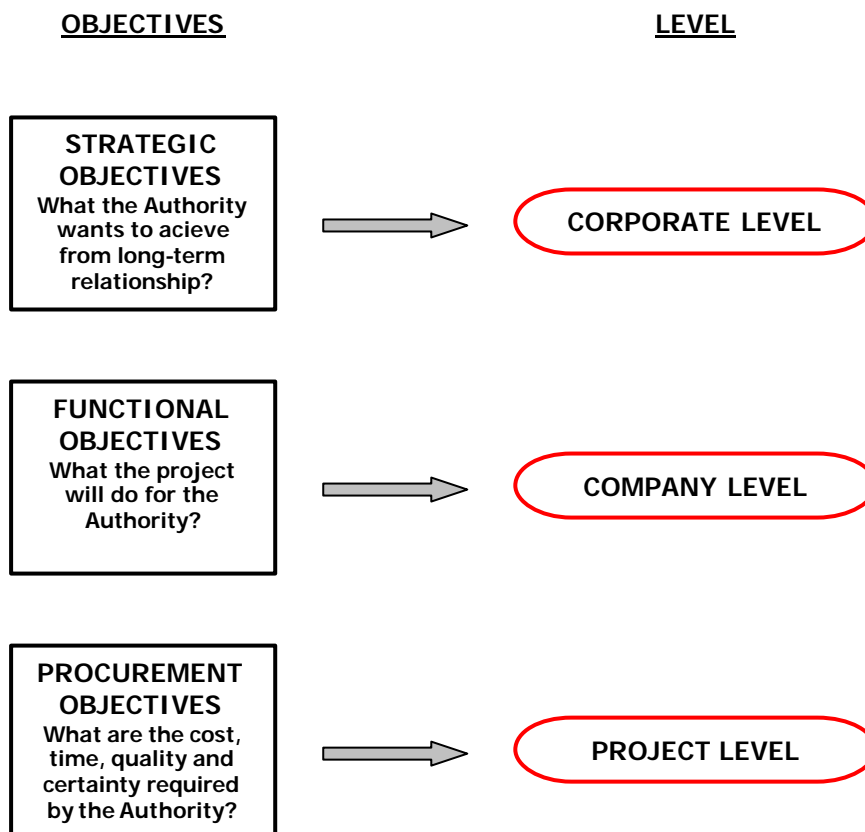 OBJECTIVES LEVEL
STRATEGIC
OBJECTIVES
What the Authority
wants to acieve
from long-term
relationship?
CORPORATE LEVEL
FUNCTIONAL
OBJECTIVES
What the project
will do for the
Authority?
COMPANY LEVEL
PROCUREMENT
OBJECTIVES
What are the cost,
time, quality and
certainty required
by the Authority?
PROJECT LEVEL